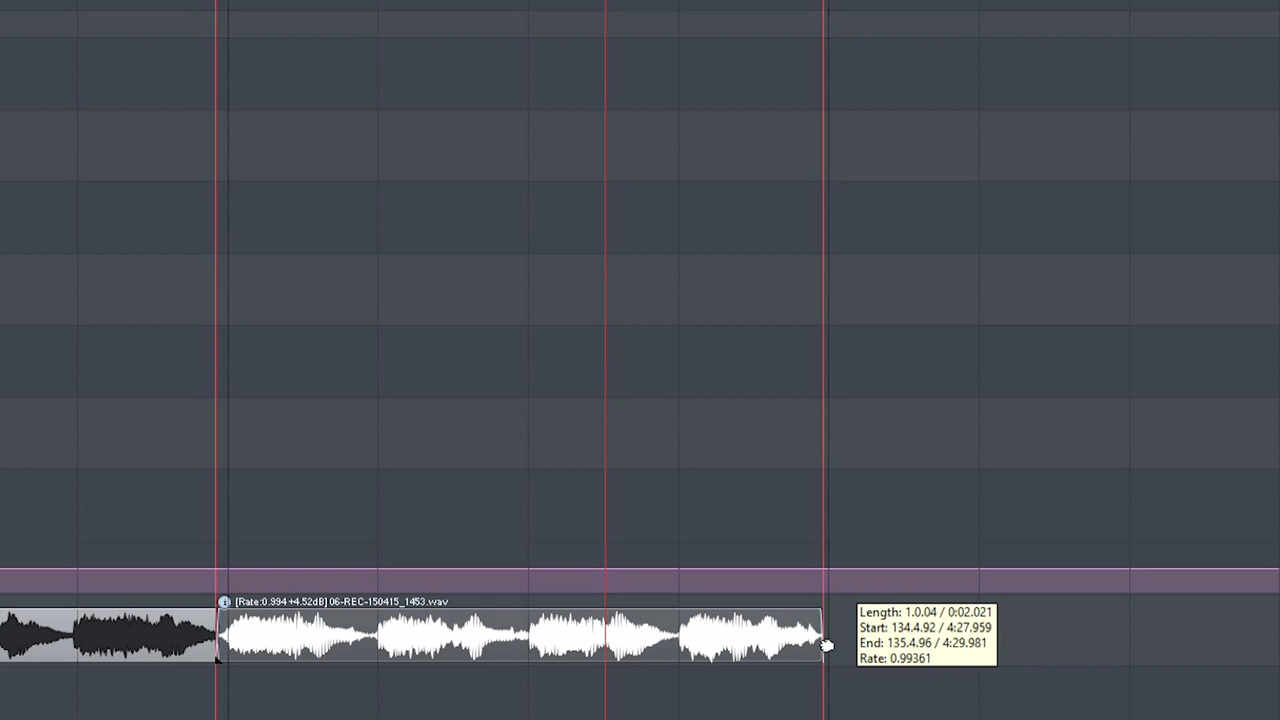 [Rate:0.994 +4.52dB] 06-REC-150415_1453.wav
Length: 1.0.04 / 0:02.021
Start: 134.4.92 / 4:27.959
End: 135.4.96 / 4:29.981
Rate: 0.99361